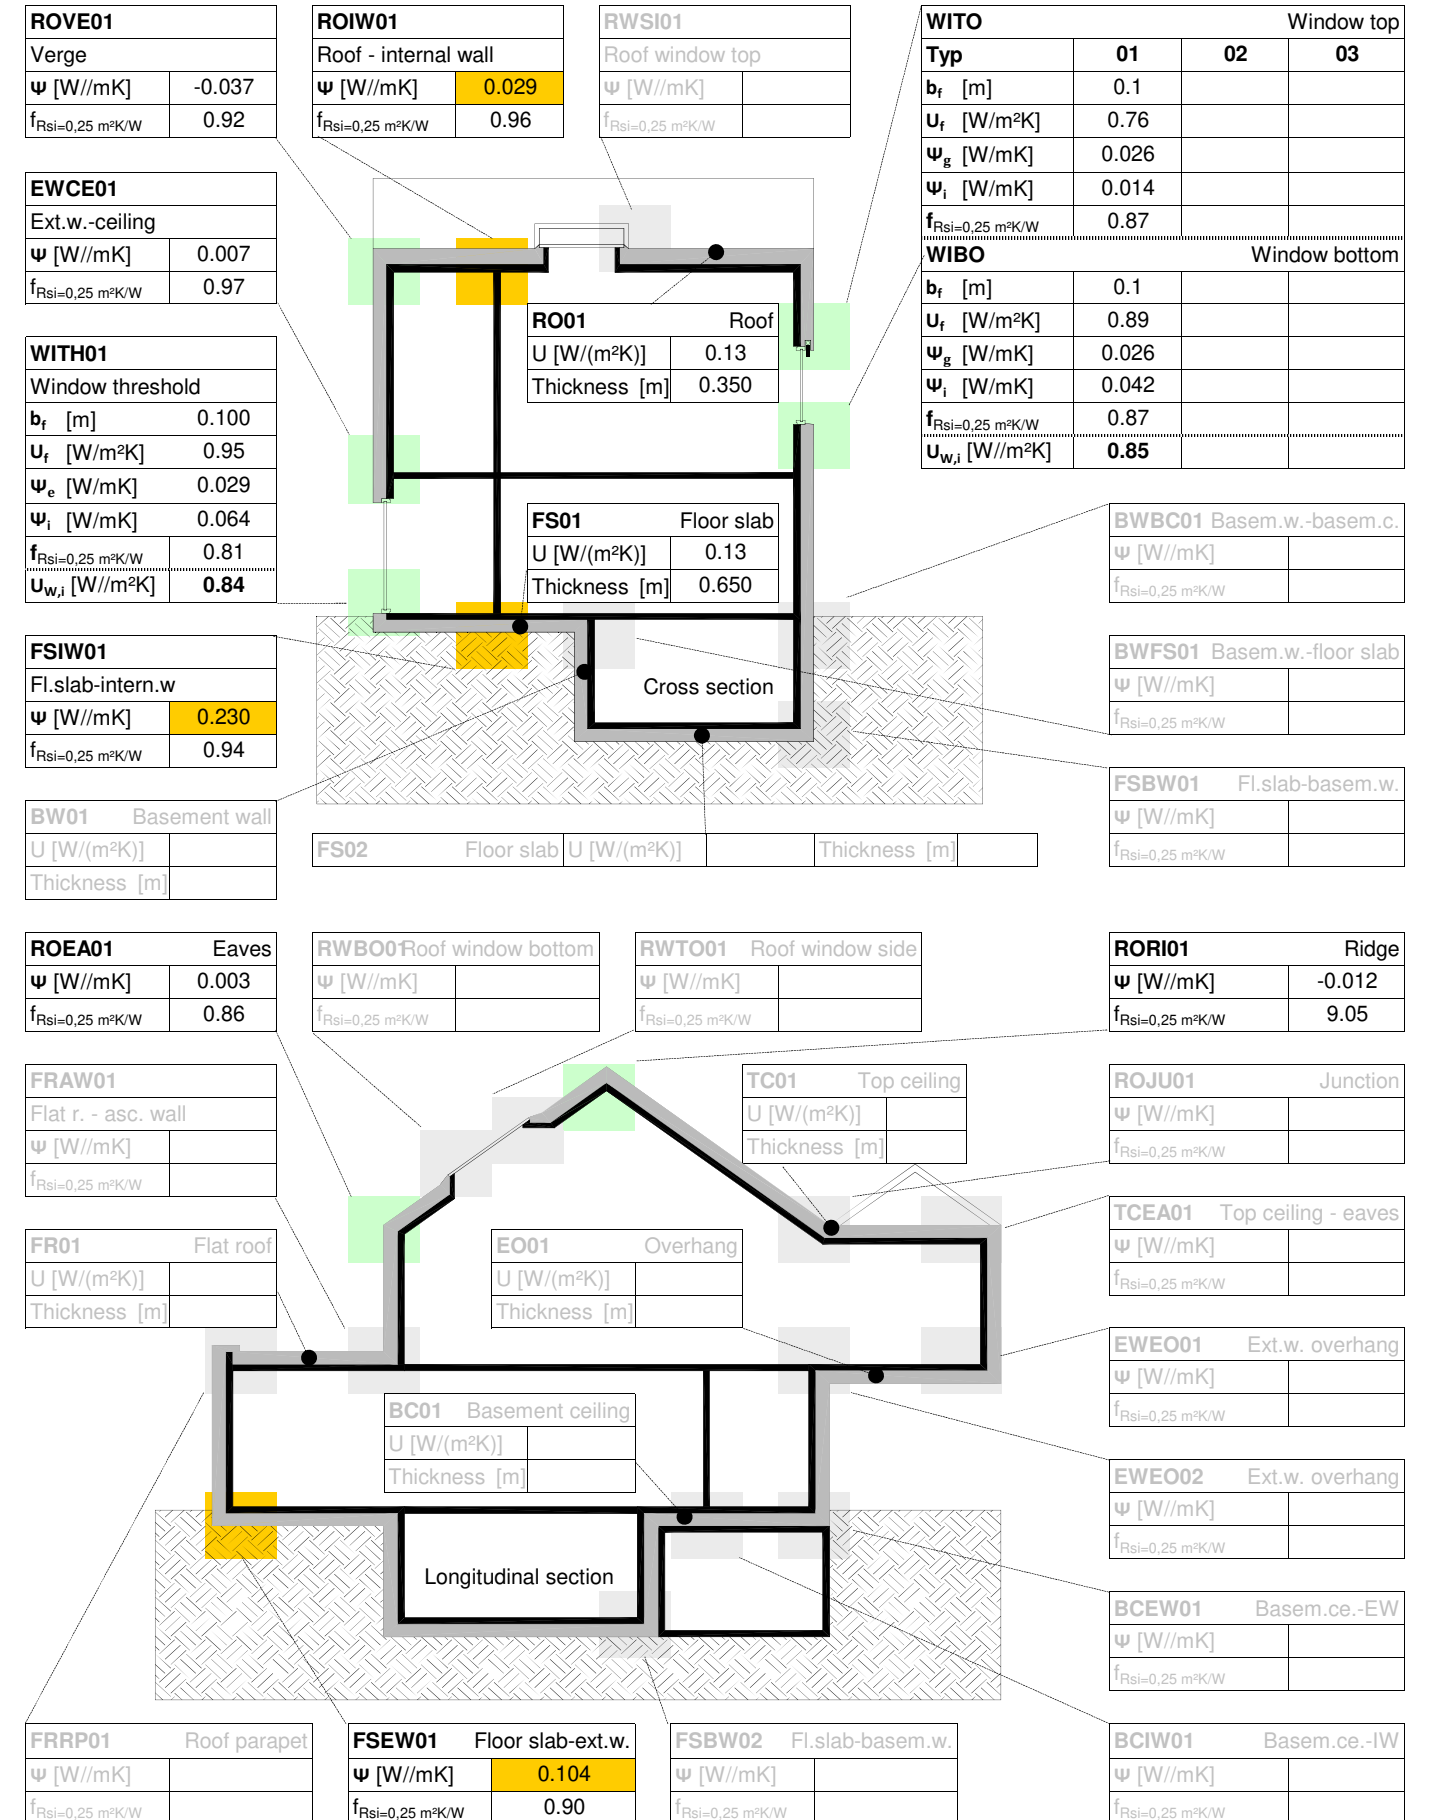 ROVE01
Verge
Ψ [W//mK] -0.037
fRsi=0,25 m²K/W 0.92
ROIW01
Roof - internal wall
Ψ [W//mK] 0.029
fRsi=0,25 m²K/W 0.96
RWSI01
Roof window top
Ψ [W//mK]
fRsi=0,25 m²K/W
WITO Window top
Typ 01 02 03
bf [m] 0.1
Uf [W/m²K] 0.76
Ψg [W/mK] 0.026
Ψi [W/mK] 0.014
fRsi=0,25 m²K/W 0.87
WIBO Window bottom
bf [m] 0.1
Uf [W/m²K] 0.89
Ψg [W/mK] 0.026
Ψi [W/mK] 0.042
fRsi=0,25 m²K/W 0.87
UW,i [W//m²K] 0.85
EWCE01
Ext.w.-ceiling
Ψ [W//mK] 0.007
fRsi=0,25 m²K/W 0.97
WITH01
Window threshold
bf [m] 0.100
Uf [W/m²K] 0.95
Ψe [W/mK] 0.029
Ψi [W/mK] 0.064
fRsi=0,25 m²K/W 0.81
UW,i [W//m²K] 0.84
RO01 Roof
U [W/(m²K)] 0.13
Thickness [m] 0.350
FS01 Floor slab
U [W/(m²K)] 0.13
Thickness [m] 0.650
Cross section
BWBC01 Basem.w.-basem.c.
Ψ [W//mK]
fRsi=0,25 m²K/W
FSIW01
Fl.slab-intern.w
Ψ [W//mK] 0.230
fRsi=0,25 m²K/W 0.94
BWFS01 Basem.w.-floor slab
Ψ [W//mK]
fRsi=0,25 m²K/W
FSBW01 Fl.slab-basem.w.
Ψ [W//mK]
fRsi=0,25 m²K/W
BW01 Basement wall
U [W/(m²K)]
Thickness [m]
FS02 Floor slab U [W/(m²K)] Thickness [m]
ROEA01 Eaves
Ψ [W//mK] 0.003
fRsi=0,25 m²K/W 0.86
RWBO01 Roof window bottom
Ψ [W//mK]
fRsi=0,25 m²K/W
RWTO01 Roof window side
Ψ [W//mK]
fRsi=0,25 m²K/W
RORI01 Ridge
Ψ [W//mK] -0.012
fRsi=0,25 m²K/W 9.05
FRAW01
Flat r. - asc. wall
Ψ [W//mK]
fRsi=0,25 m²K/W
TC01 Top ceiling
U [W/(m²K)]
Thickness [m]
ROJU01 Junction
Ψ [W//mK]
fRsi=0,25 m²K/W
TCEA01 Top ceiling - eaves
Ψ [W//mK]
fRsi=0,25 m²K/W
FR01 Flat roof
U [W/(m²K)]
Thickness [m]
EO01 Overhang
U [W/(m²K)]
Thickness [m]
EWEO01 Ext.w. overhang
Ψ [W//mK]
fRsi=0,25 m²K/W
BC01 Basement ceiling
U [W/(m²K)]
Thickness [m]
EWEO02 Ext.w. overhang
Ψ [W//mK]
fRsi=0,25 m²K/W
Longitudinal section
BCEW01 Basem.ce.-EW
Ψ [W//mK]
fRsi=0,25 m²K/W
FRRP01 Roof parapet
Ψ [W//mK]
fRsi=0,25 m²K/W
FSEW01 Floor slab-ext.w.
Ψ [W//mK] 0.104
fRsi=0,25 m²K/W 0.90
FSBW02 Fl.slab-basem.w.
Ψ [W//mK]
fRsi=0,25 m²K/W
BCIW01 Basem.ce.-IW
Ψ [W//mK]
fRsi=0,25 m²K/W